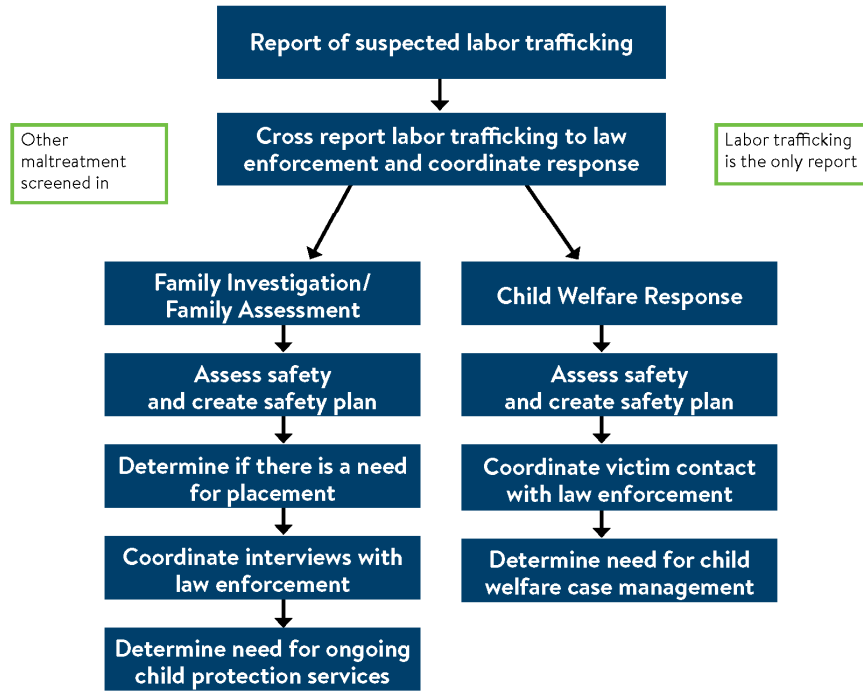 Report of suspected labor trafficking
Other
maltreatment
screened in
Cross report labor trafficking to law
enforcement and coordinate response
Labor trafficking
is the only report
Family Investigation/
Family Assessment
Assess safety
and create safety plan
Determine if there is a need
for placement
Coordinate interviews with
law enforcement
Determine need for ongoing
child protection services
Child Welfare Response
Assess safety
and create safety plan
Coordinate victim contact
with law enforcement
Determine need for child
welfare case management